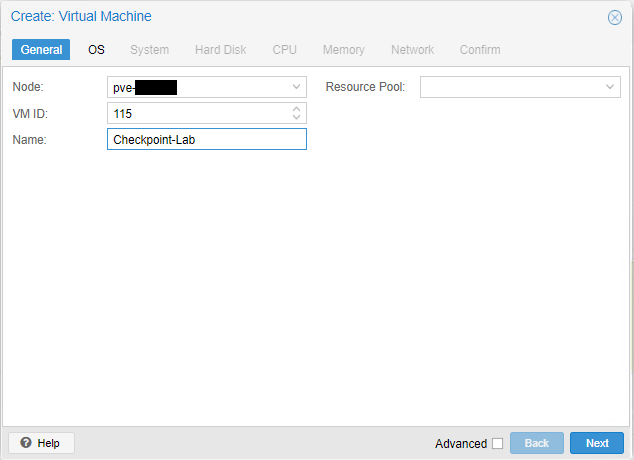 Create: Virtual Machine
General OS System Hard Disk CPU Memory Network Confirm
Node: pve- Resource Pool:
VM ID: 115
Name: Checkpoint-Lab
Help Advanced Back Next